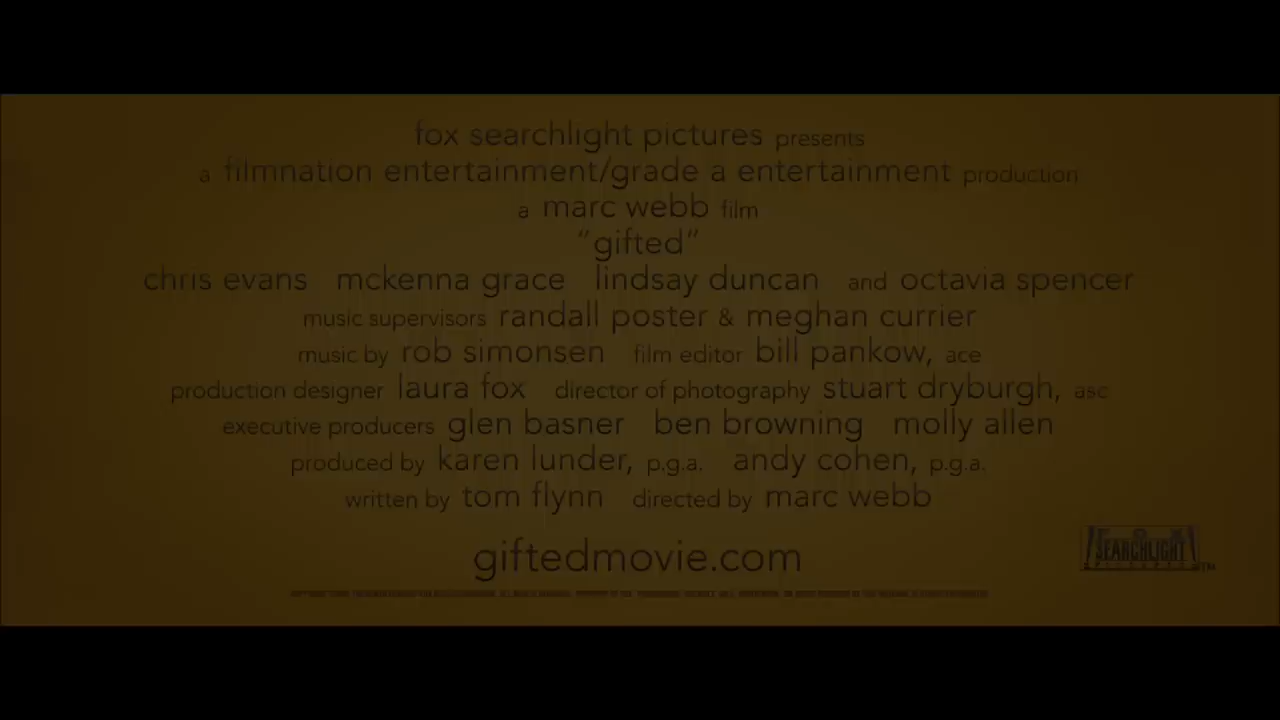 fox searchlight pictures presents
a filmnation entertainment/grade a entertainment production
a marc webb film
“gifted”
chris evans mckenna grace lindsay duncan and octavia spencer
music supervisors randall poster & meghan currier
music by rob simonsen film editor bill pankow, ace
production designer laura fox director of photography stuart dryburgh, asc
executive producers glen basner ben browning molly allen
produced by karen lunder, p.g.a. andy cohen, p.g.a.
written by tom flynn directed by marc webb
giftedmovie.com
FOX
SEARCHLIGHT
PICTURES TM